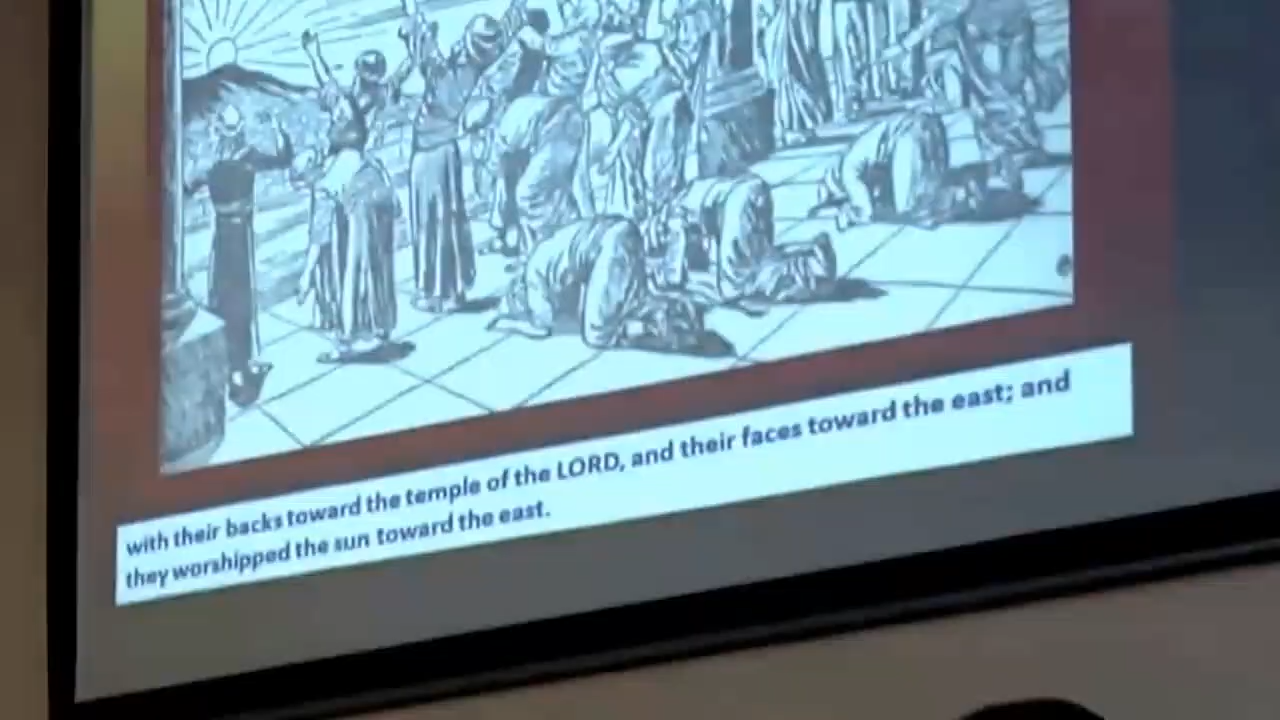 with their backs toward the temple of the LORD, and their faces toward the east; and
they worshipped the sun toward the east.